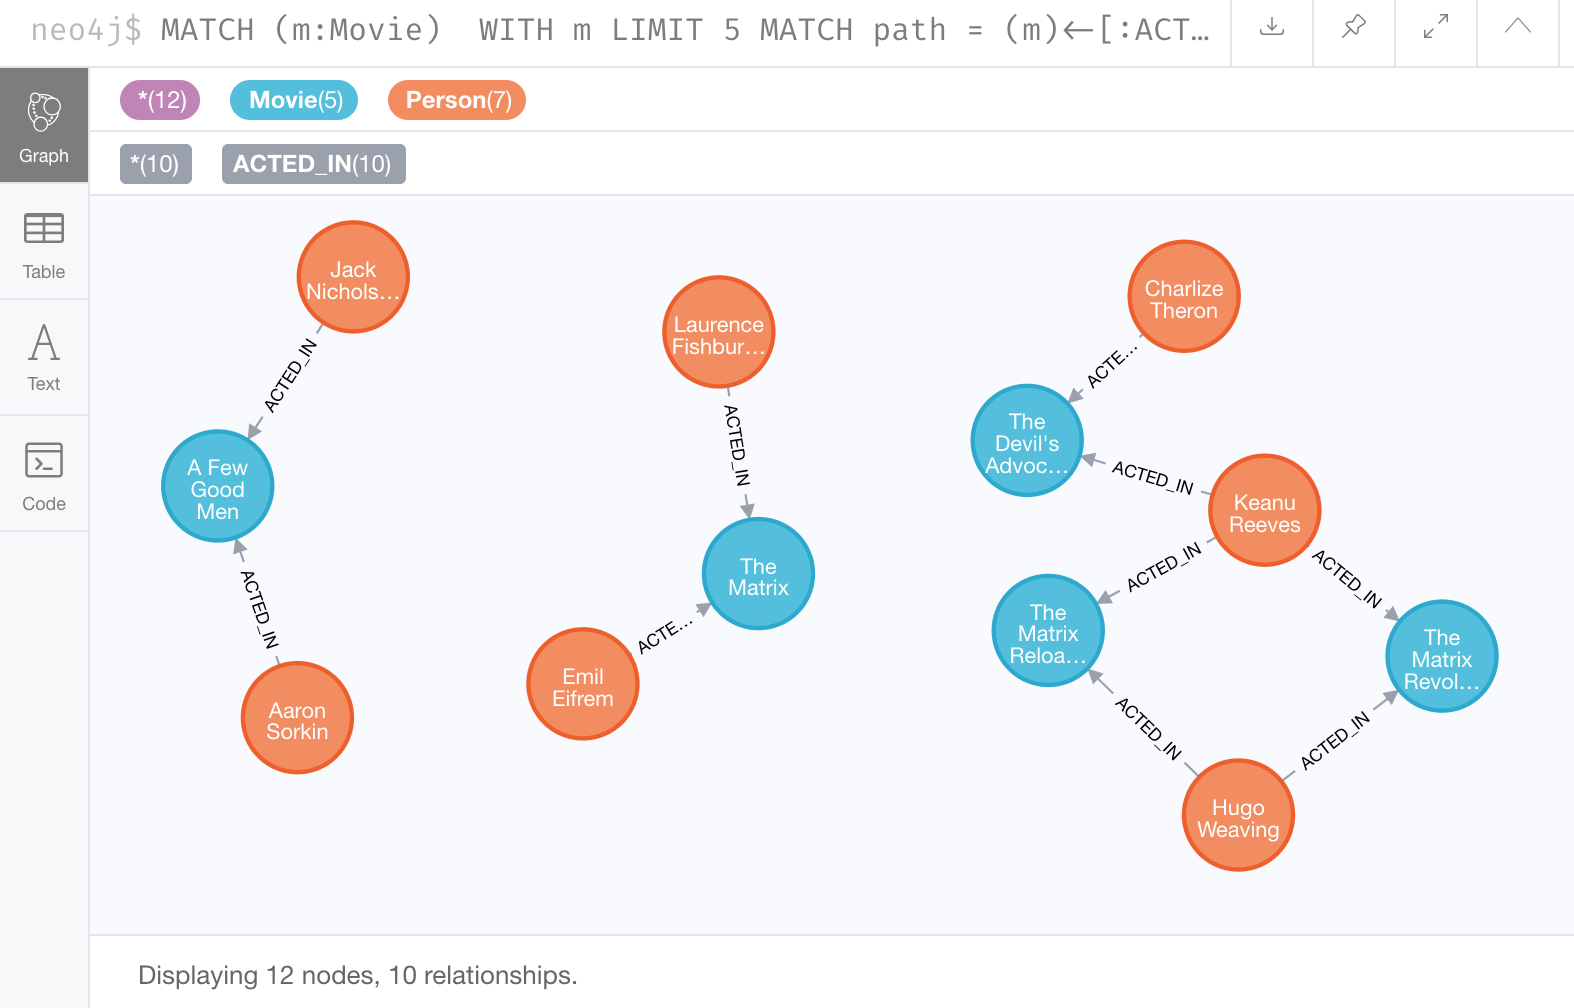 neo4j$ MATCH (m:Movie)  WITH m LIMIT 5 MATCH path = (m)<-[:ACT…
*(12) Movie(5) Person(7)
*(10) ACTED_IN(10)
Graph
Table
Text
Code
Jack
Nichols…
ACTED_IN
A Few
Good
Men
ACTED_IN
Aaron
Sorkin
Laurence
Fishbur…
ACTED_IN
The
Matrix
ACTE…
Emil
Eifrem
Charlize
Theron
ACTE…
The
Devil's
Advoc…
ACTED_IN
Keanu
Reeves
ACTED_IN
ACTED_IN
The
Matrix
Reloa…
The
Matrix
Revol…
ACTED_IN
ACTED_IN
Hugo
Weaving
Displaying 12 nodes, 10 relationships.